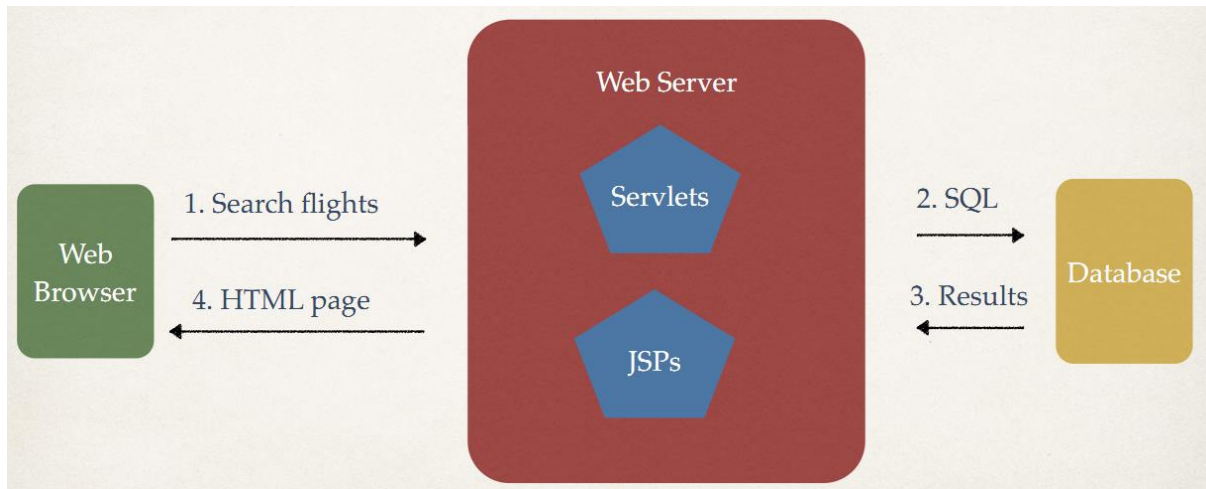 Web Server
Servlets
1. Search flights
2. SQL
Web
Browser
Database
4. HTML page
3. Results
JSPs